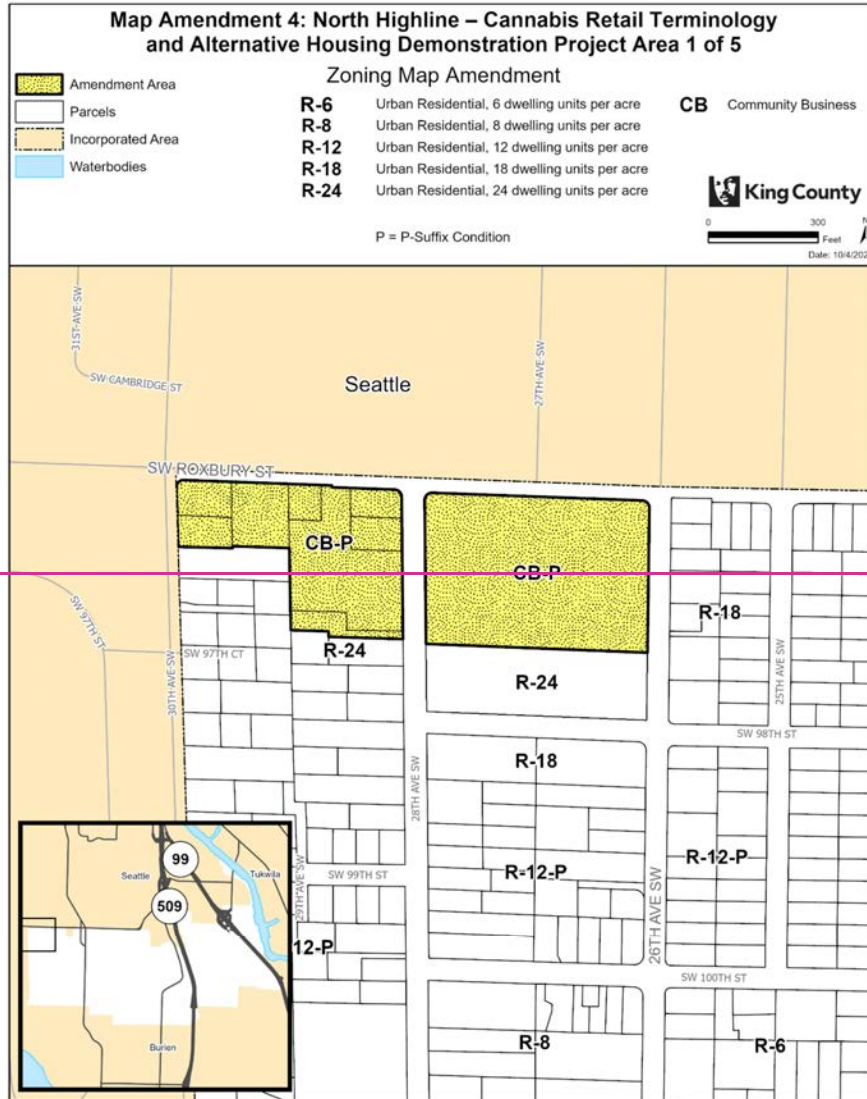 Map Amendment 4: North Highline – Cannabis Retail Terminology
and Alternative Housing Demonstration Project Area 1 of 5
Zoning Map Amendment
Amendment Area
Parcels
Incorporated Area
Waterbodies
R-6 Urban Residential, 6 dwelling units per acre
R-8 Urban Residential, 8 dwelling units per acre
R-12 Urban Residential, 12 dwelling units per acre
R-18 Urban Residential, 18 dwelling units per acre
R-24 Urban Residential, 24 dwelling units per acre
P = P-Suffix Condition
CB Community Business
King County
0 300
Feet
N
Date: 10/4/202
31ST AVE SW
SW CAMBRIDGE ST
Seattle
27TH AVE SW
SW ROXBURY ST
CB-P
CB-P
R-18
SW 97TH ST
SW 97TH CT
R-24
30TH AVE SW
R-24
25TH AVE SW
SW 98TH ST
R-18
28TH AVE SW
R-12-P
R-12-P
SW 99TH ST
29TH AVE SW
26TH AVE SW
12-P
SW 100TH ST
R-8
R-6
99
Seattle
Tukwila
509
Burien